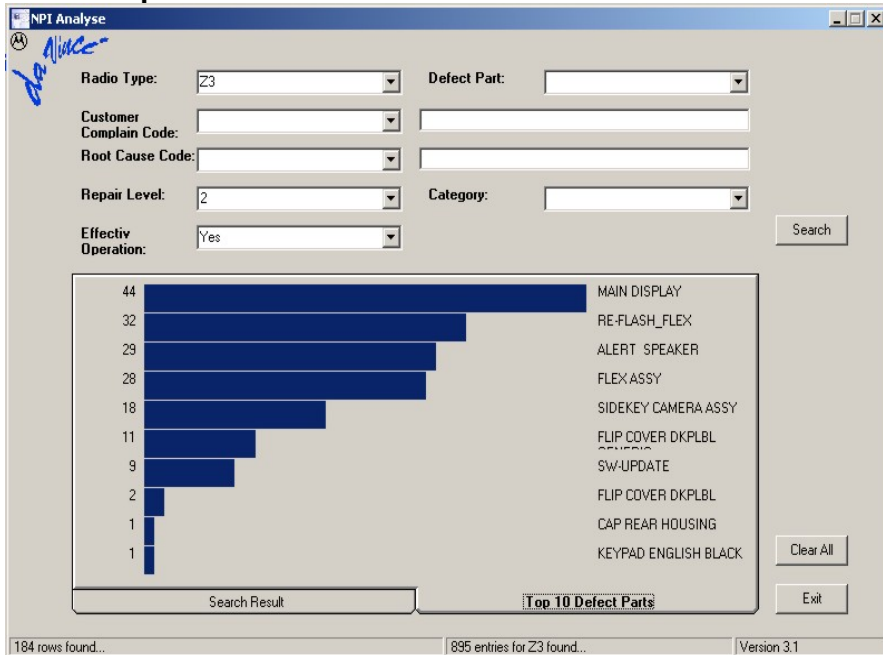 NPI Analyse
da Vinci
Radio Type:
Z3
Defect Part:
Customer
Complain Code:
Root Cause Code:
Repair Level:
2
Category:
Effectiv
Operation:
Yes
Search
44 MAIN DISPLAY
32 RE-FLASH_FLEX
29 ALERT SPEAKER
28 FLEX ASSY
18 SIDEKEY CAMERA ASSY
11 FLIP COVER DKPLBL
9 SW-UPDATE
2 FLIP COVER DKPLBL
1 CAP REAR HOUSING
1 KEYPAD ENGLISH BLACK
Clear All
Search Result
Top 10 Defect Parts
Exit
184 rows found...
895 entries for Z3 found...
Version 3.1